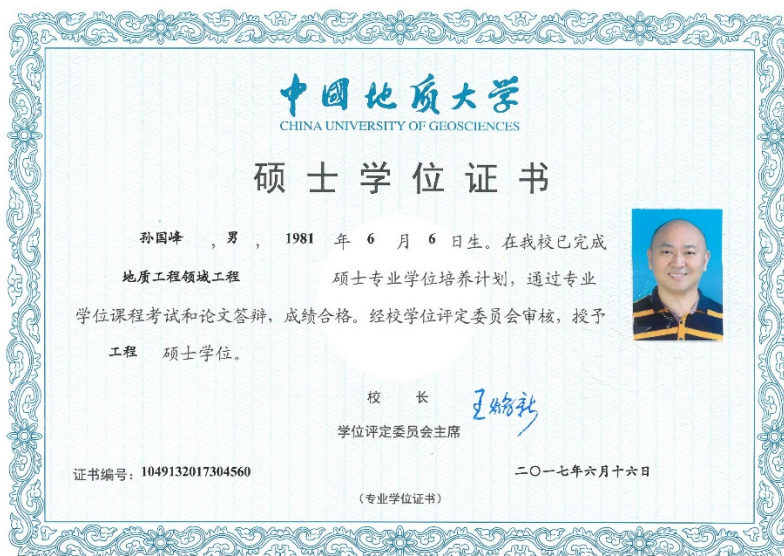 中國地质大学
CHINA UNIVERSITY OF GEOSCIENCES
硕士学位证书
孙国峰 ，男， 1981 年 6 月 6 日生。在我校已完成
地质工程领域工程 硕士专业学位培养计划，通过专业
学位课程考试和论文答辩，成绩合格。经校学位评定委员会审核，授予
工程 硕士学位。
校 长
王焰新
学位评定委员会主席
证书编号：1049132017304560
二〇一七年六月十六日
（专业学位证书）